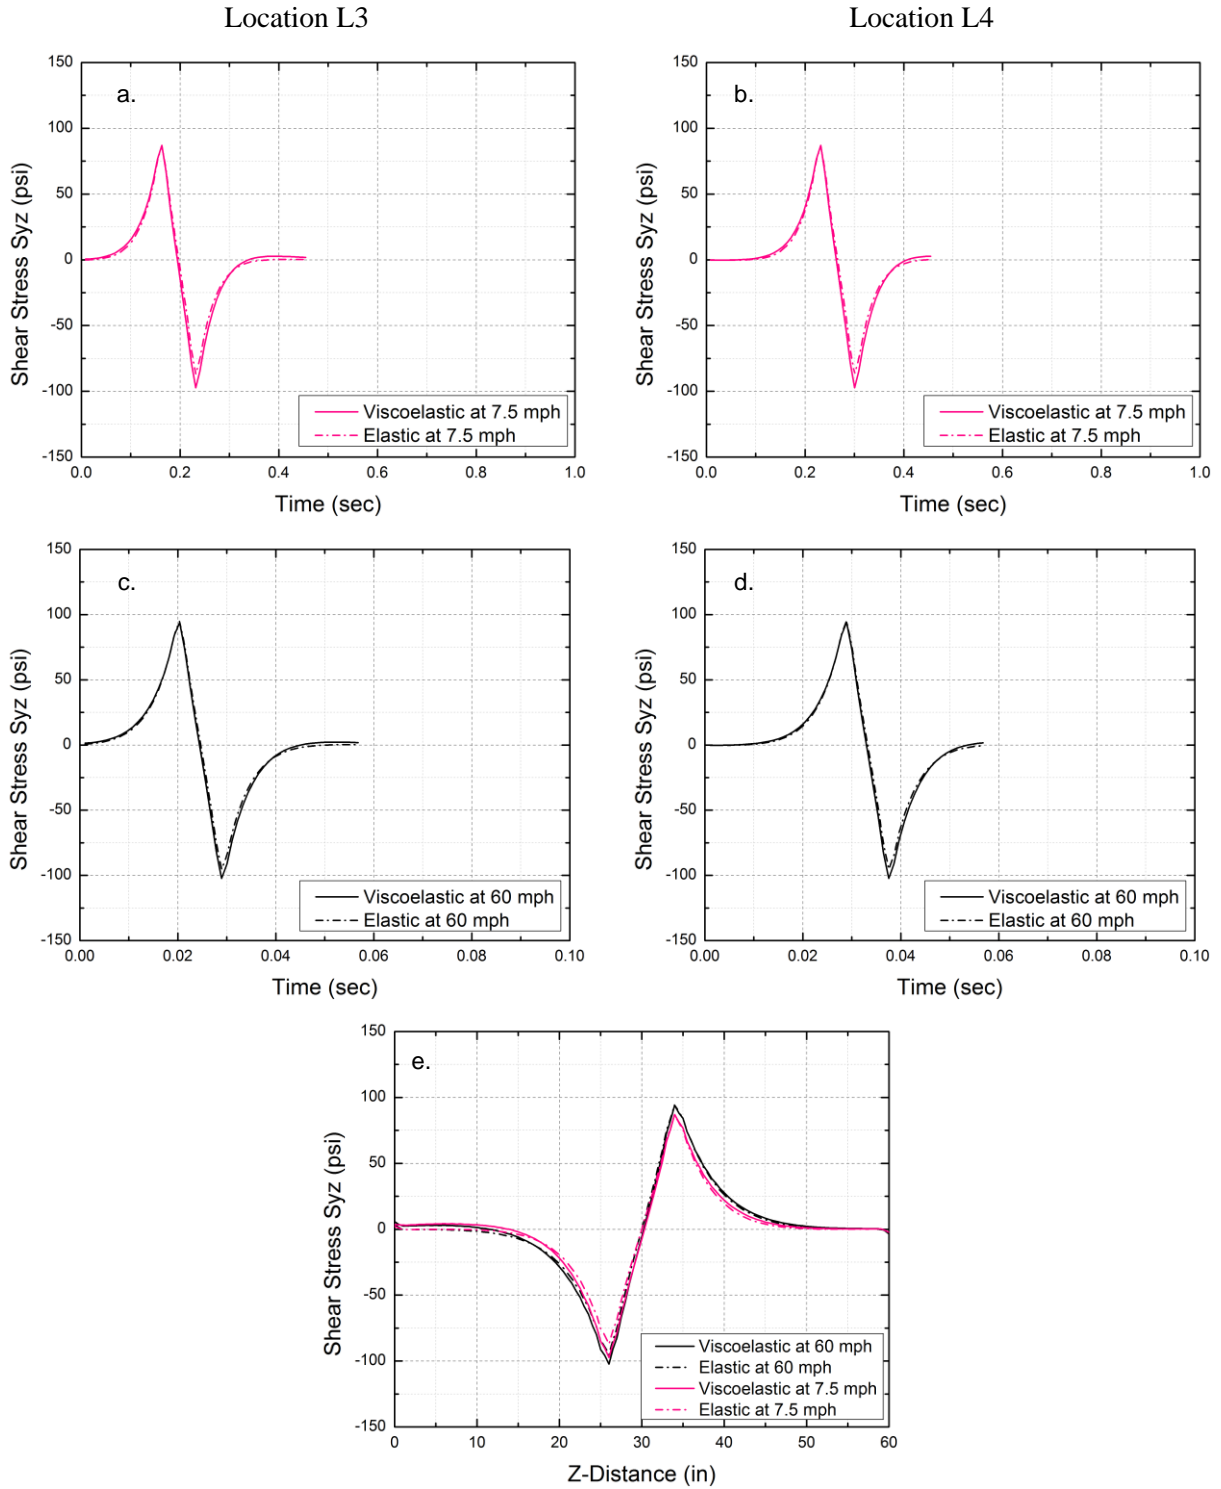 Location L3
Location L4
a.
Shear Stress Syz (psi)
150
100
50
0
-50
-100
-150
Viscoelastic at 7.5 mph
Elastic at 7.5 mph
0.0 0.2 0.4 0.6 0.8 1.0
Time (sec)
b.
Shear Stress Syz (psi)
150
100
50
0
-50
-100
-150
Viscoelastic at 7.5 mph
Elastic at 7.5 mph
0.0 0.2 0.4 0.6 0.8 1.0
Time (sec)
c.
Shear Stress Syz (psi)
150
100
50
0
-50
-100
-150
Viscoelastic at 60 mph
Elastic at 60 mph
0.00 0.02 0.04 0.06 0.08 0.10
Time (sec)
d.
Shear Stress Syz (psi)
150
100
50
0
-50
-100
-150
Viscoelastic at 60 mph
Elastic at 60 mph
0.00 0.02 0.04 0.06 0.08 0.10
Time (sec)
e.
Shear Stress Syz (psi)
150
100
50
0
-50
-100
-150
Viscoelastic at 60 mph
Elastic at 60 mph
Viscoelastic at 7.5 mph
Elastic at 7.5 mph
0 10 20 30 40 50 60
Z-Distance (in)